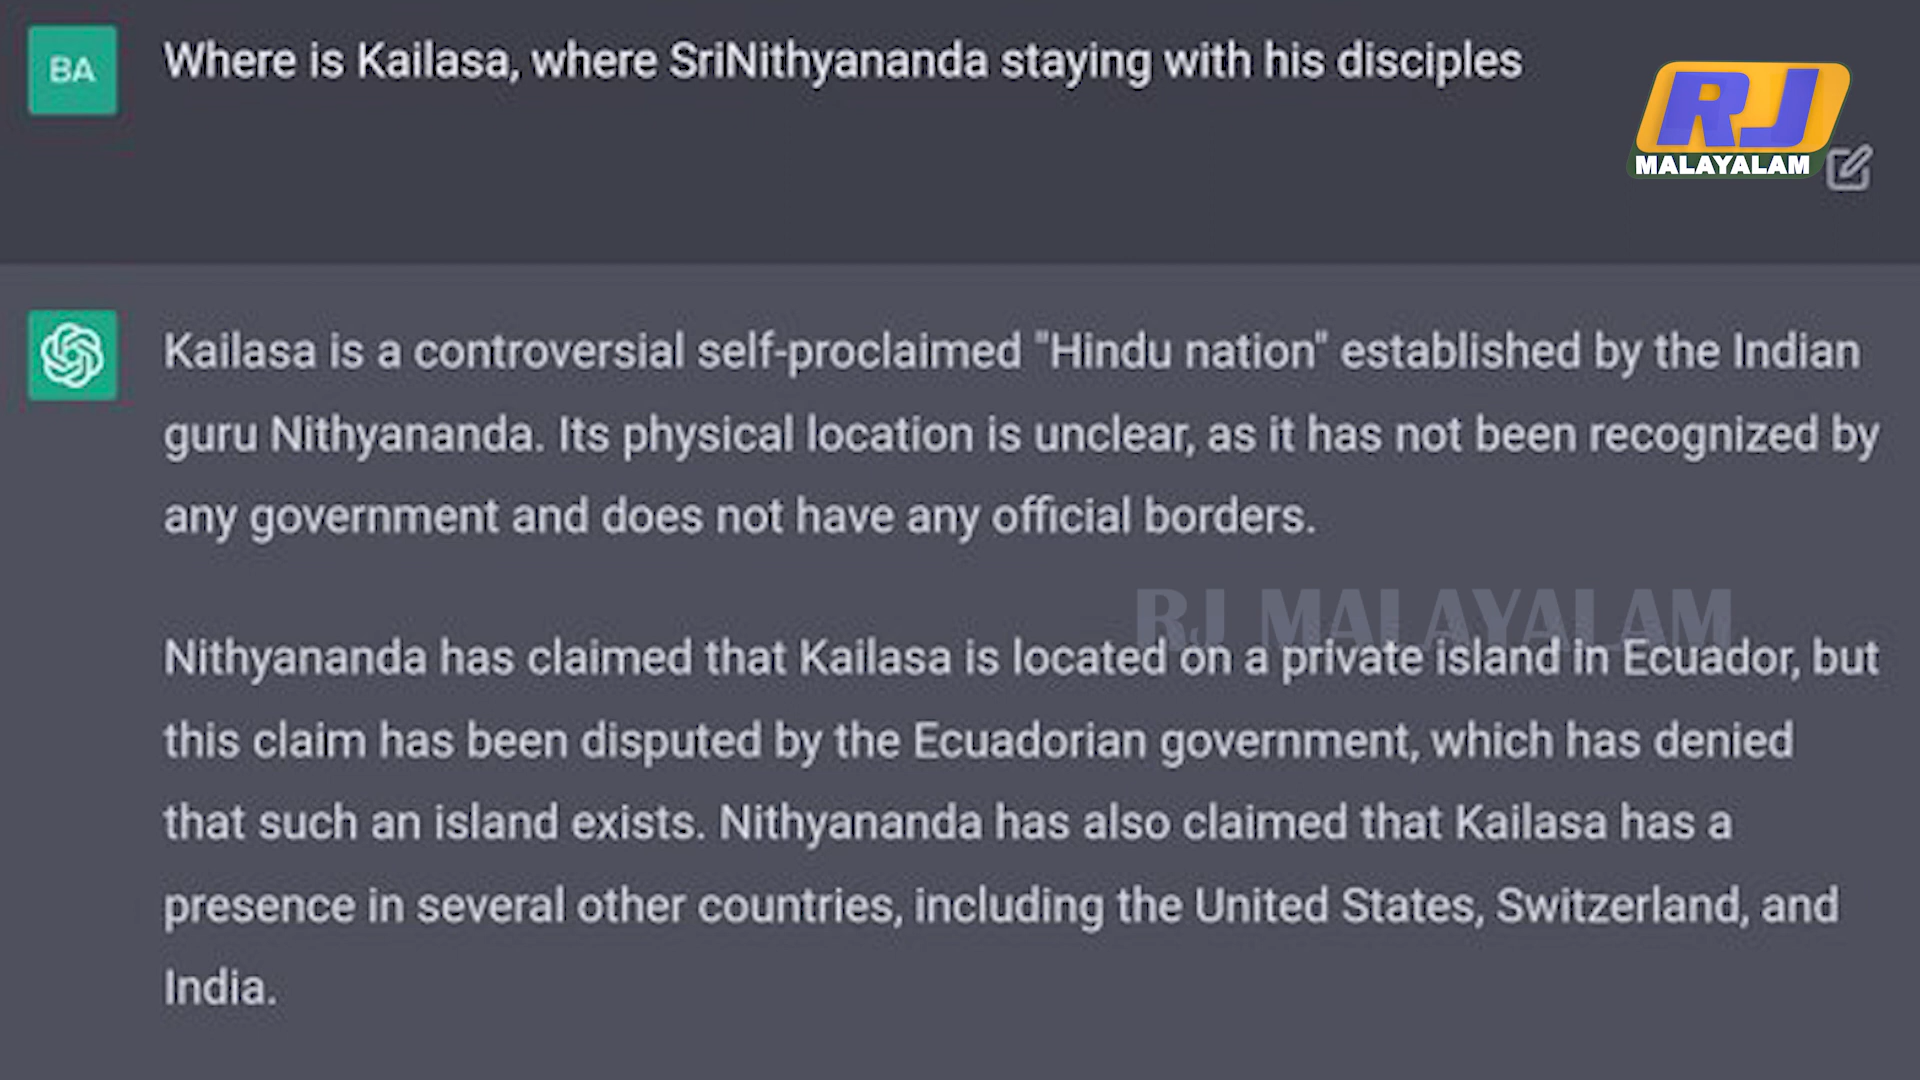 BA
Where is Kailasa, where SriNithyananda staying with his disciples
RJ
MALAYALAM
Kailasa is a controversial self-proclaimed "Hindu nation" established by the Indian
guru Nithyananda. Its physical location is unclear, as it has not been recognized by
any government and does not have any official borders.
RJ MALAYALAM
Nithyananda has claimed that Kailasa is located on a private island in Ecuador, but
this claim has been disputed by the Ecuadorian government, which has denied
that such an island exists. Nithyananda has also claimed that Kailasa has a
presence in several other countries, including the United States, Switzerland, and
India.